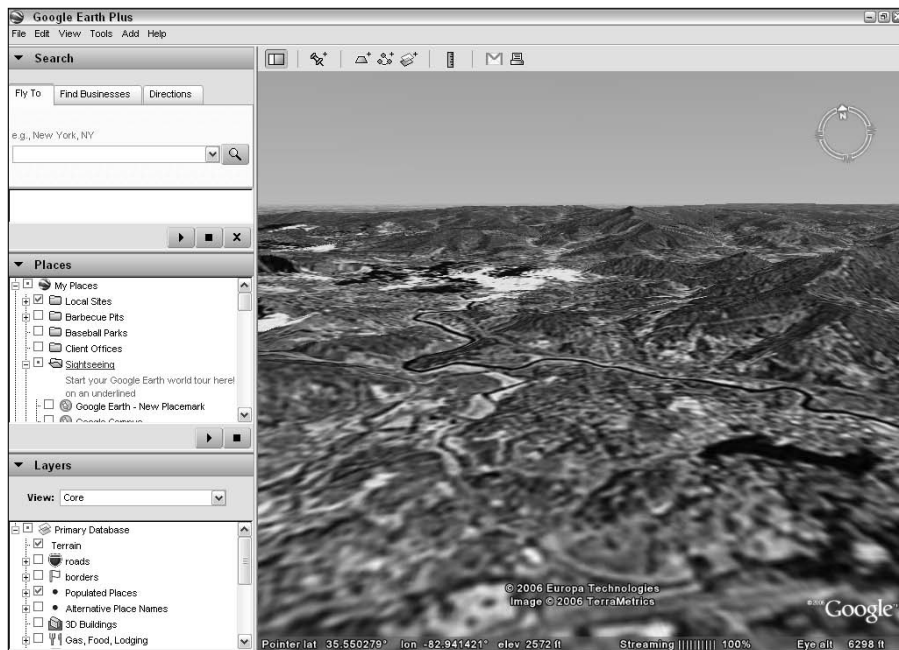 Google Earth Plus
File Edit View Tools Add Help
Search
Fly To Find Businesses Directions
e.g., New York, NY
Places
My Places
Local Sites
Barbecue Pits
Baseball Parks
Client Offices
Sightseeing
Start your Google Earth world tour here!
on an underlined
Google Earth - New Placemark
Google Campus
Layers
View: Core
Primary Database
Terrain
roads
borders
Populated Places
Alternative Place Names
3D Buildings
Gas, Food, Lodging
N
© 2006 Europa Technologies
Image © 2006 TerraMetrics
©2006 Google™
Pointer lat 35.550279° lon -82.941421° elev 2572 ft Streaming ||||||||| 100% Eye alt 6298 ft